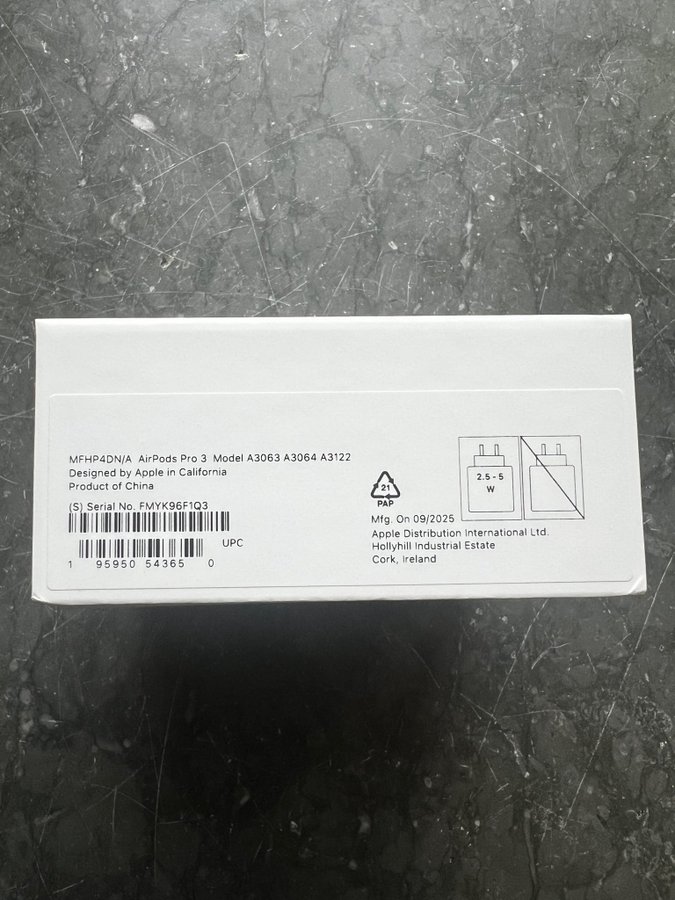 MFHP4DN/A AirPods Pro 3 Model A3063 A3064 A3122
Designed by Apple in California
Product of China
(S) Serial No. FMYK96F1Q3
UPC
1 95950 54365 0
21
PAP
Mfg. On 09/2025
Apple Distribution International Ltd.
Hollyhill Industrial Estate
Cork, Ireland
2.5 - 5
W